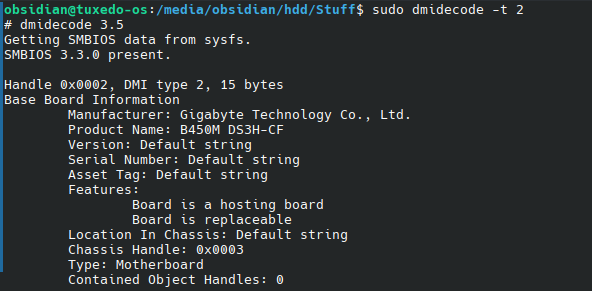 obsidian@tuxedo-os:/media/obsidian/hdd/Stuff$ sudo dmidecode -t 2
# dmidecode 3.5
Getting SMBIOS data from sysfs.
SMBIOS 3.3.0 present.

Handle 0x0002, DMI type 2, 15 bytes
Base Board Information
        Manufacturer: Gigabyte Technology Co., Ltd.
        Product Name: B450M DS3H-CF
        Version: Default string
        Serial Number: Default string
        Asset Tag: Default string
        Features:
                Board is a hosting board
                Board is replaceable
        Location In Chassis: Default string
        Chassis Handle: 0x0003
        Type: Motherboard
        Contained Object Handles: 0